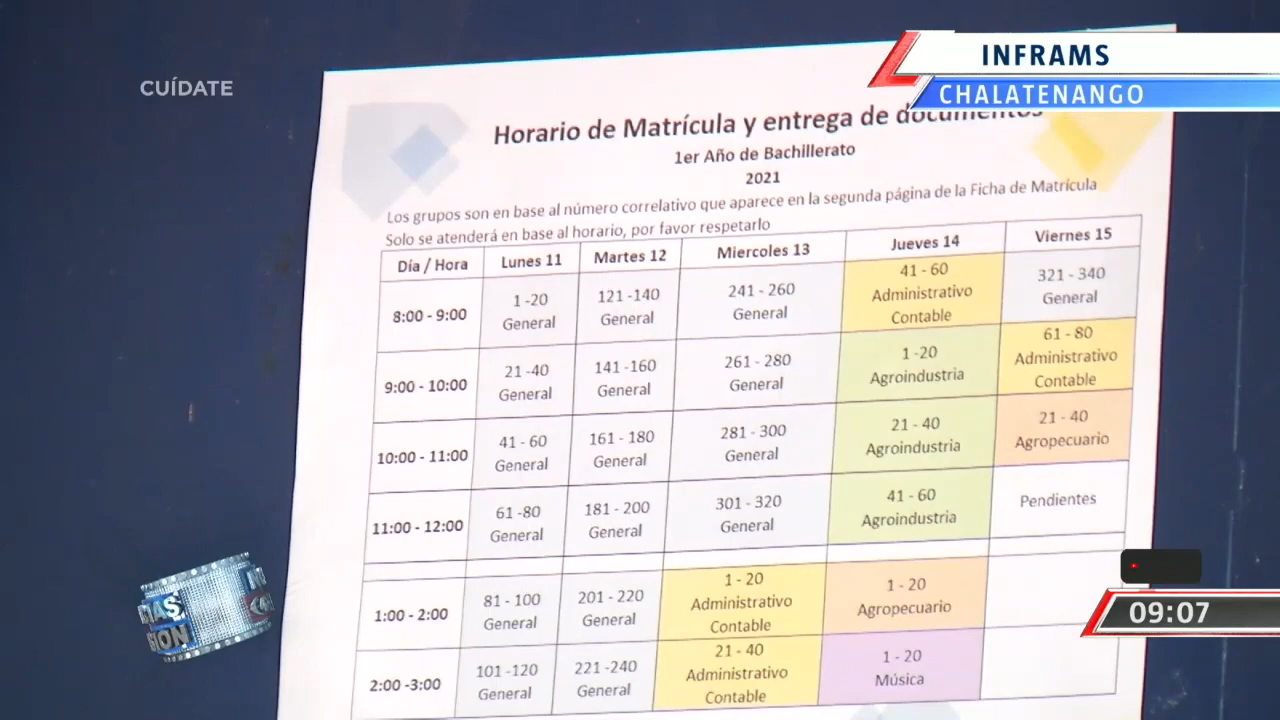 CUÍDATE
INFRAMS
CHALATENANGO
Horario de Matrícula y entrega de documentos
1er Año de Bachillerato
2021
Los grupos son en base al número correlativo que aparece en la segunda página de la Ficha de Matrícula
Solo se atenderá en base al horario, por favor respetarlo
Día / Hora Lunes 11 Martes 12 Miercoles 13 Jueves 14 Viernes 15
8:00 - 9:00
1 -20
General
121 -140
General
241 - 260
General
41 - 60
Administrativo
Contable
321 - 340
General
9:00 - 10:00
21 -40
General
141 -160
General
261 - 280
General
1 -20
Agroindustria
61 - 80
Administrativo
Contable
10:00 - 11:00
41 - 60
General
161 - 180
General
281 - 300
General
21 - 40
Agroindustria
21 - 40
Agropecuario
11:00 - 12:00
61 -80
General
181 - 200
General
301 - 320
General
41 - 60
Agroindustria
Pendientes
1:00 - 2:00
81 - 100
General
201 - 220
General
1 - 20
Administrativo
Contable
1 - 20
Agropecuario
2:00 -3:00
101 -120
General
221 -240
General
21 - 40
Administrativo
Contable
1 - 20
Música
09:07